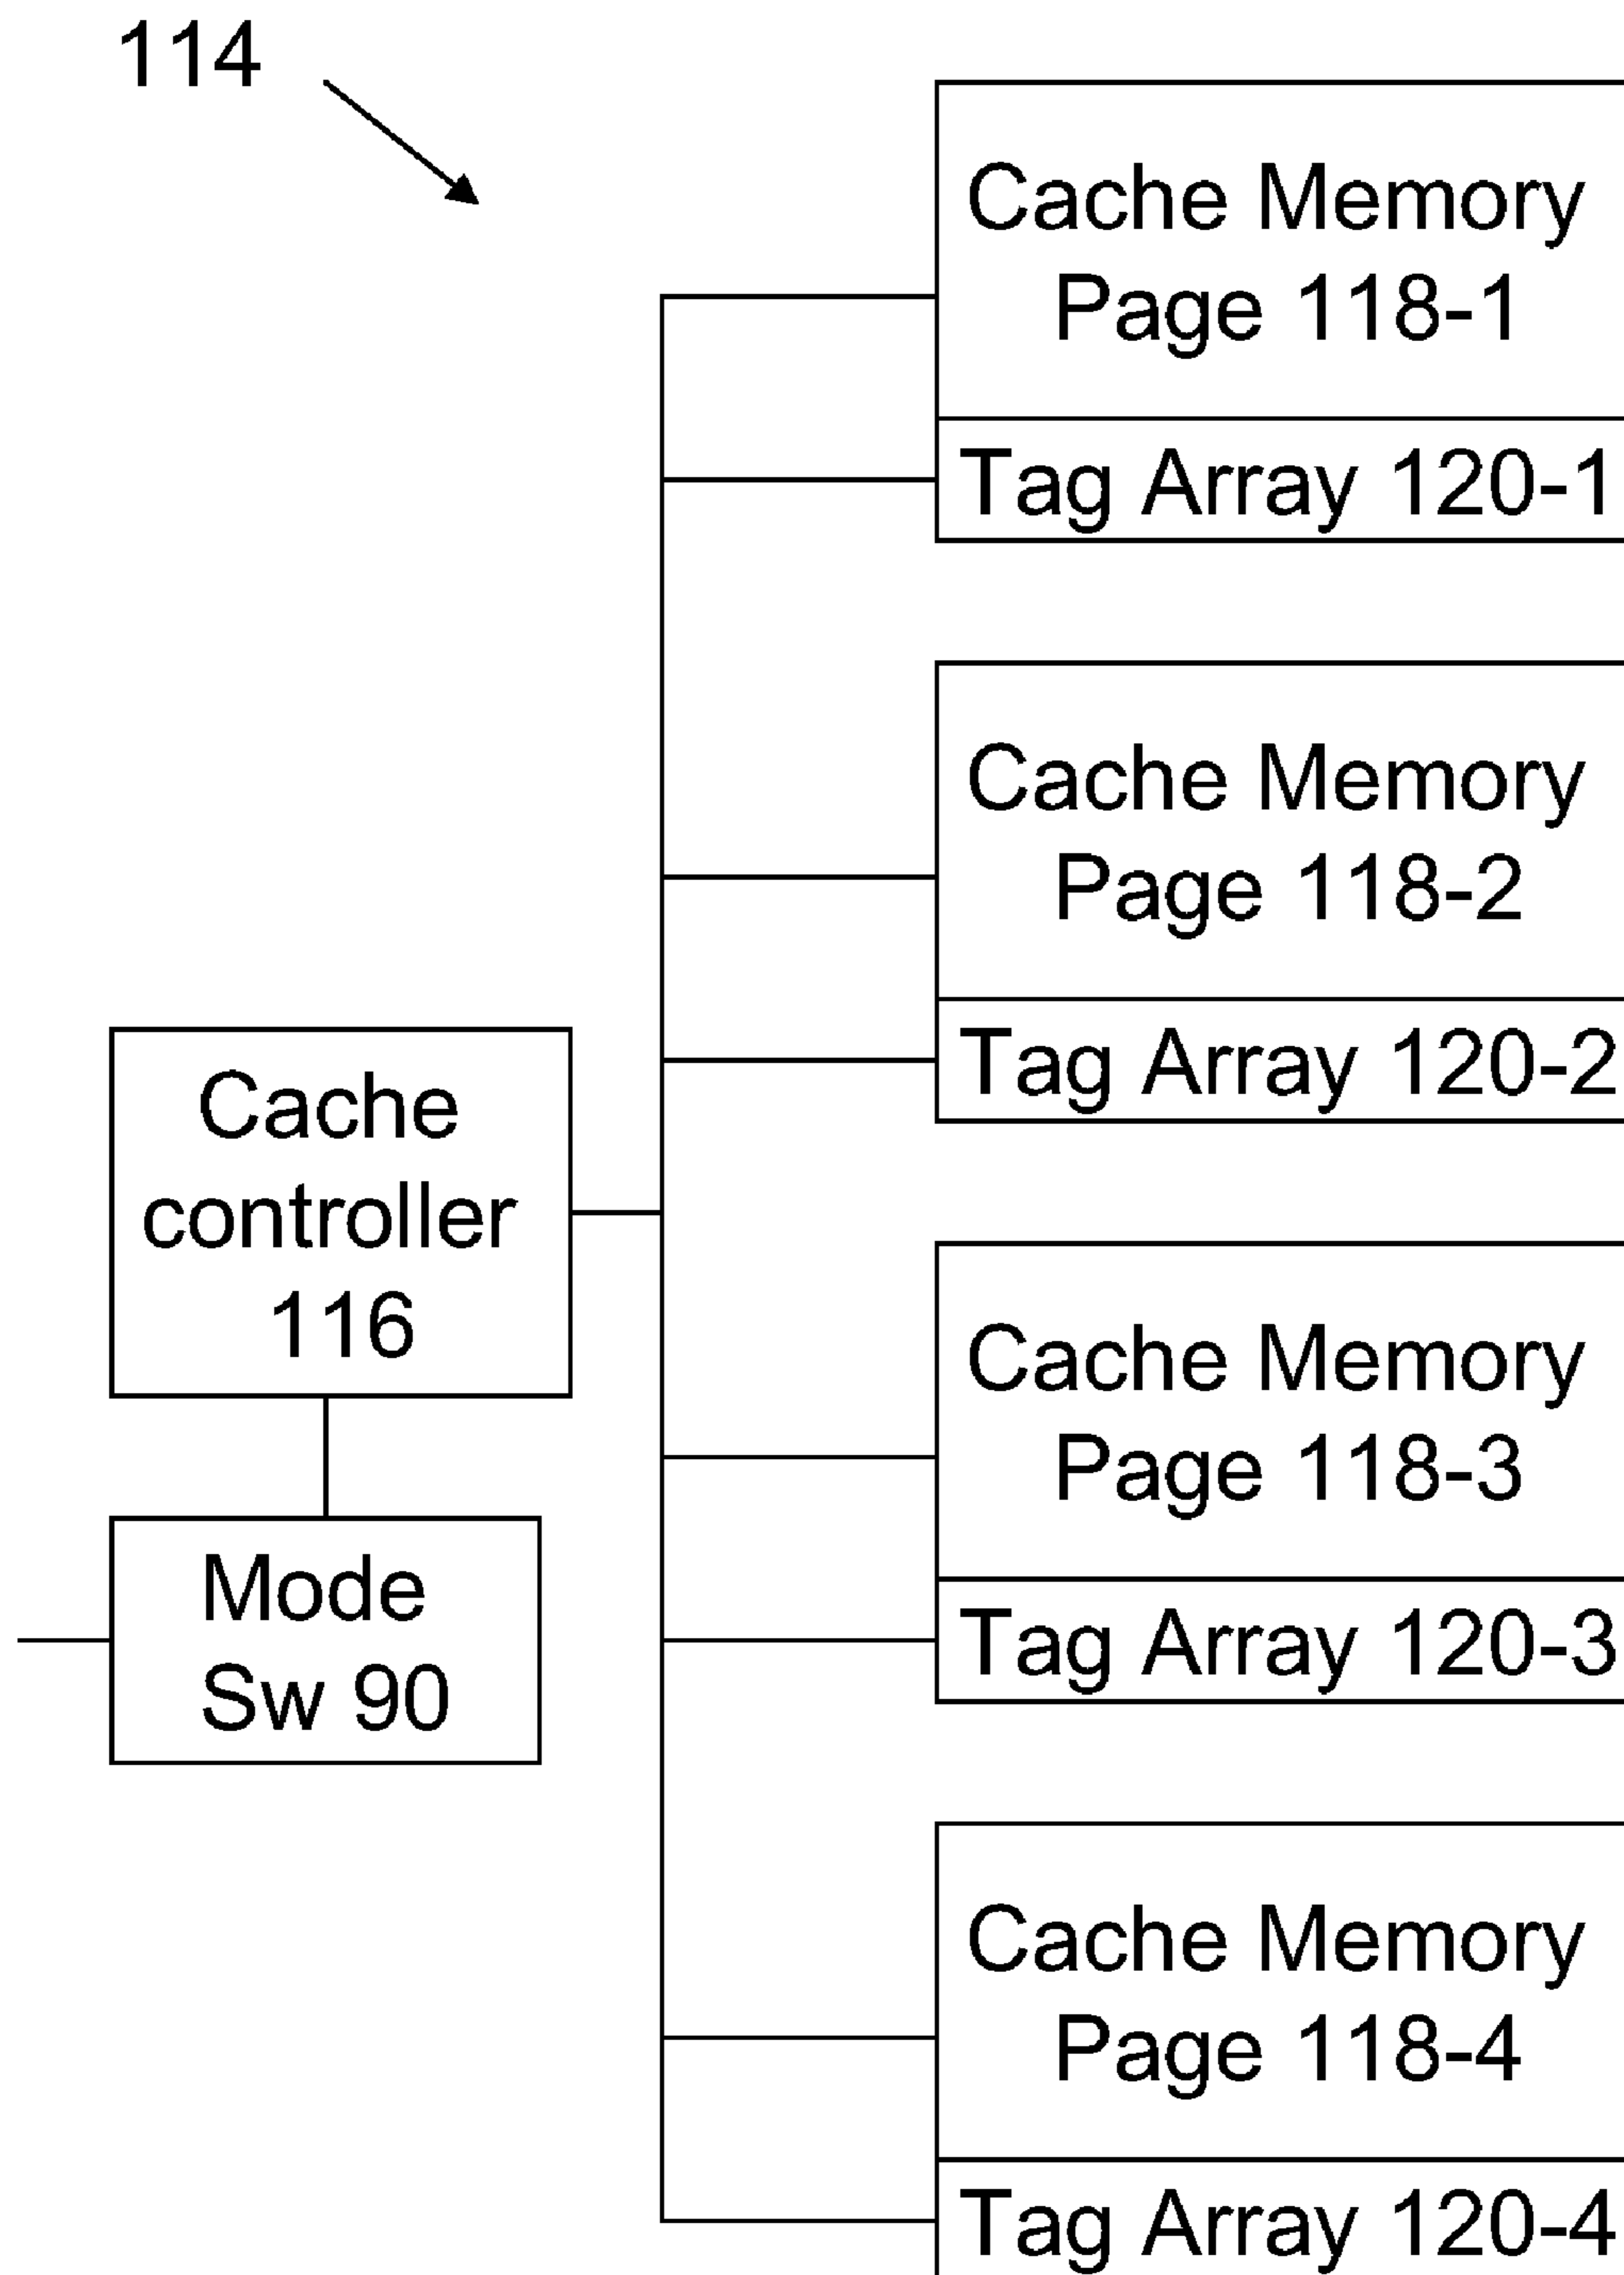 114
Cache Memory
Page 118-1
Tag Array 120-1
Cache Memory
Page 118-2
Tag Array 120-2
Cache
controller
116
Cache Memory
Page 118-3
Tag Array 120-3
Mode
Sw 90
Cache Memory
Page 118-4
Tag Array 120-4